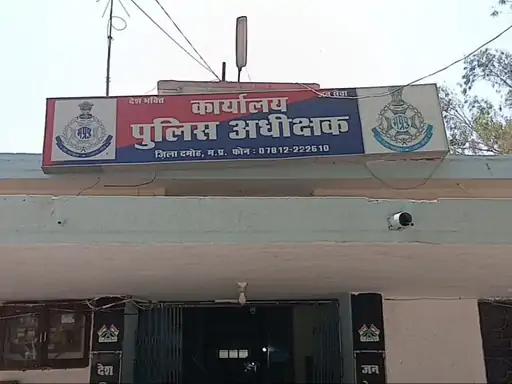 देश भक्ति जन सेवा
कार्यालय
पुलिस अधीक्षक
जिला दमोह, म.प्र. फोन : 07812-222610
देश जन